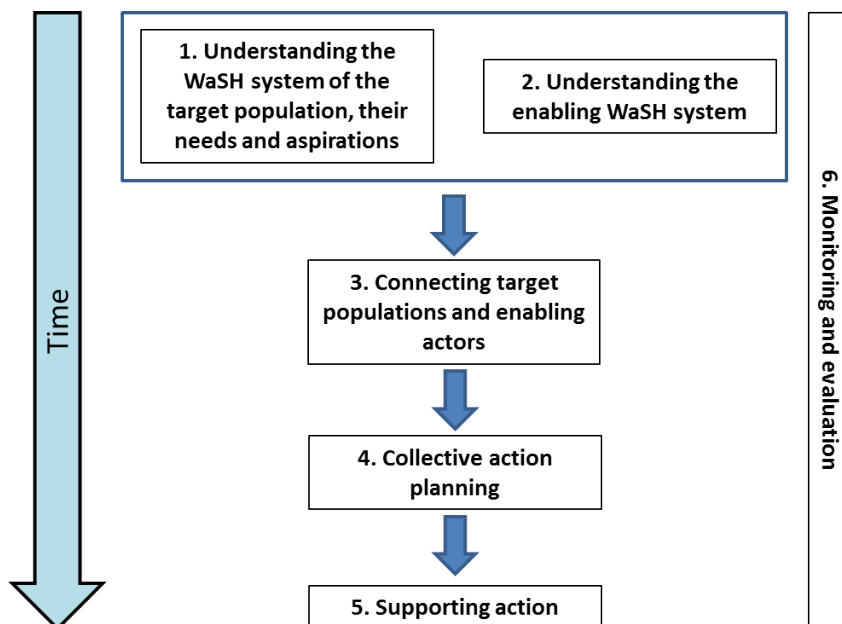 1. Understanding the
WaSH system of the
target population, their
needs and aspirations
2. Understanding the
enabling WaSH system
3. Connecting target
populations and enabling
actors
4. Collective action
planning
5. Supporting action
Time
6. Monitoring and evaluation